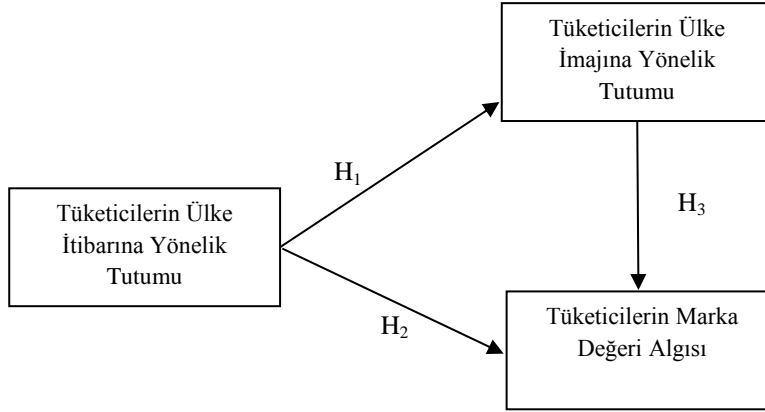 Tüketicilerin Ülke
İmajına Yönelik
Tutumu
H₁
H₃
Tüketicilerin Ülke
İtibarına Yönelik
Tutumu
H₂
Tüketicilerin Marka
Değeri Algısı